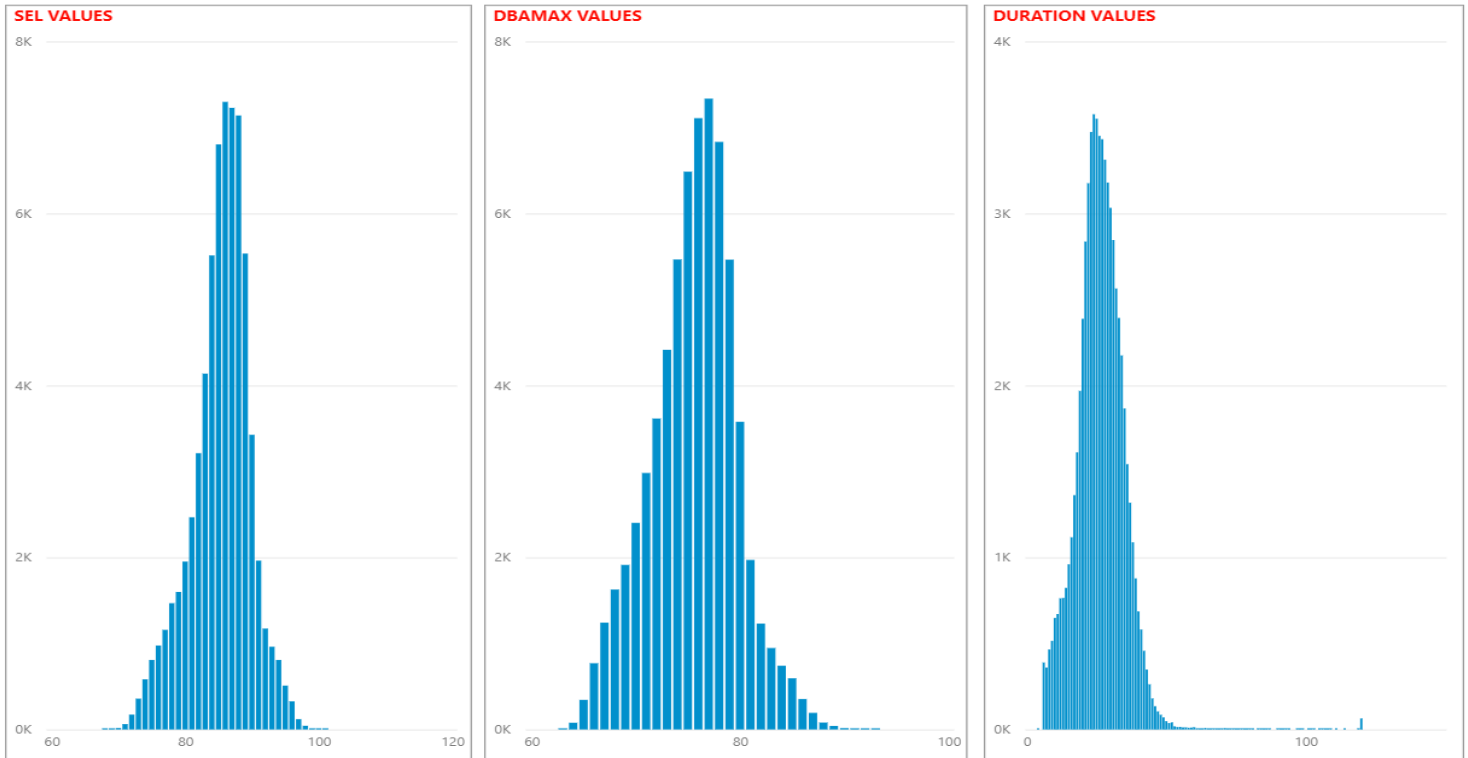 SEL VALUES
8K
6K
4K
2K
0K
60 80 100 120
DBAMAX VALUES
8K
6K
4K
2K
0K
60 80 100
DURATION VALUES
4K
3K
2K
1K
0K
0 100